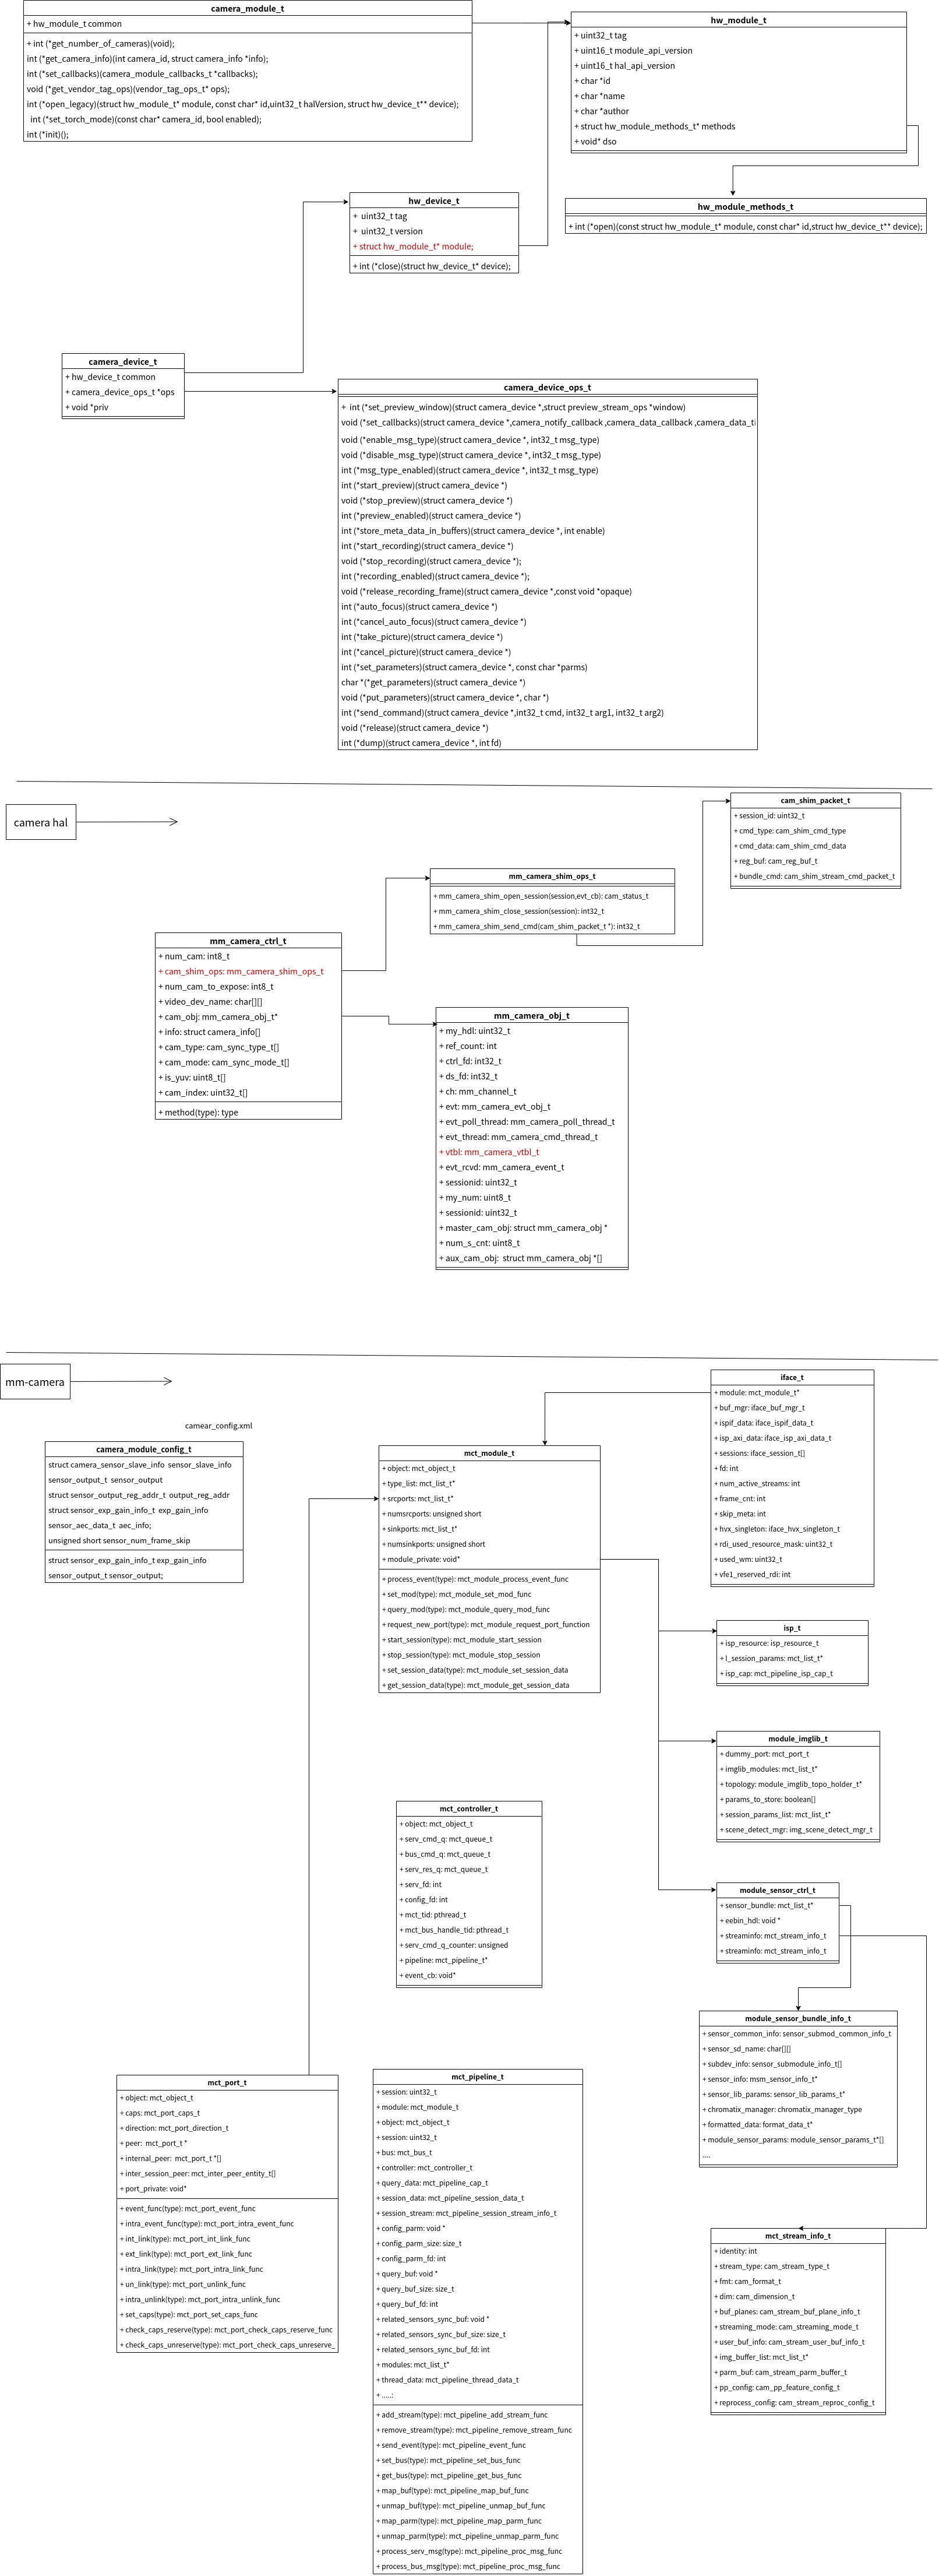 camera_module_t
+ hw_module_t common
+ int (*get_number_of_cameras)(void);
int (*get_camera_info)(int camera_id, struct camera_info *info);
int (*set_callbacks)(camera_module_callbacks_t *callbacks);
void (*get_vendor_tag_ops)(vendor_tag_ops_t* ops);
int (*open_legacy)(struct hw_module_t* module, const char* id,uint32_t halVersion, struct hw_device_t** device);
int (*set_torch_mode)(const char* camera_id, bool enabled);
int (*init)();
hw_module_t
+ uint32_t tag
+ uint16_t module_api_version
+ uint16_t hal_api_version
+ char *id
+ char *name
+ char *author
+ struct hw_module_methods_t* methods
+ void* dso
hw_module_methods_t
+ int (*open)(const struct hw_module_t* module, const char* id,struct hw_device_t** device);
hw_device_t
+ uint32_t tag
+ uint32_t version
+ struct hw_module_t* module;
+ int (*close)(struct hw_device_t* device);
camera_device_t
+ hw_device_t common
+ camera_device_ops_t *ops
+ void *priv
camera_device_ops_t
+ int (*set_preview_window)(struct camera_device *,struct preview_stream_ops *window)
void (*set_callbacks)(struct camera_device *,camera_notify_callback ,camera_data_callback ,camera_data_ti
void (*enable_msg_type)(struct camera_device *, int32_t msg_type)
void (*disable_msg_type)(struct camera_device *, int32_t msg_type)
int (*msg_type_enabled)(struct camera_device *, int32_t msg_type)
int (*start_preview)(struct camera_device *)
void (*stop_preview)(struct camera_device *)
int (*preview_enabled)(struct camera_device *)
int (*store_meta_data_in_buffers)(struct camera_device *, int enable)
int (*start_recording)(struct camera_device *)
void (*stop_recording)(struct camera_device *);
int (*recording_enabled)(struct camera_device *);
void (*release_recording_frame)(struct camera_device *,const void *opaque)
int (*auto_focus)(struct camera_device *)
int (*cancel_auto_focus)(struct camera_device *)
int (*take_picture)(struct camera_device *)
int (*cancel_picture)(struct camera_device *)
int (*set_parameters)(struct camera_device *, const char *parms)
char *(*get_parameters)(struct camera_device *)
void (*put_parameters)(struct camera_device *, char *)
int (*send_command)(struct camera_device *,int32_t cmd, int32_t arg1, int32_t arg2)
void (*release)(struct camera_device *)
int (*dump)(struct camera_device *, int fd)
camera hal
cam_shim_packet_t
+ session_id: uint32_t
+ cmd_type: cam_shim_cmd_type
+ cmd_data: cam_shim_cmd_data
+ reg_buf: cam_reg_buf_t
+ bundle_cmd: cam_shim_stream_cmd_packet_t
mm_camera_shim_ops_t
+ mm_camera_shim_open_session(session,evt_cb): cam_status_t
+ mm_camera_shim_close_session(session): int32_t
+ mm_camera_shim_send_cmd(cam_shim_packet_t *): int32_t
mm_camera_ctrl_t
+ num_cam: int8_t
+ cam_shim_ops: mm_camera_shim_ops_t
+ num_cam_to_expose: int8_t
+ video_dev_name: char[][]
+ cam_obj: mm_camera_obj_t*
+ info: struct camera_info[]
+ cam_type: cam_sync_type_t[]
+ cam_mode: cam_sync_mode_t[]
+ is_yuv: uint8_t[]
+ cam_index: uint32_t[]
+ method(type): type
mm_camera_obj_t
+ my_hdl: uint32_t
+ ref_count: int
+ ctrl_fd: int32_t
+ ds_fd: int32_t
+ ch: mm_channel_t
+ evt: mm_camera_evt_obj_t
+ evt_poll_thread: mm_camera_poll_thread_t
+ evt_thread: mm_camera_cmd_thread_t
+ vtbl: mm_camera_vtbl_t
+ evt_rcvd: mm_camera_event_t
+ sessionid: uint32_t
+ my_num: uint8_t
+ sessionid: uint32_t
+ master_cam_obj: struct mm_camera_obj *
+ num_s_cnt: uint8_t
+ aux_cam_obj: struct mm_camera_obj *[]
mm-camera
camear_config.xml
camera_module_config_t
struct camera_sensor_slave_info sensor_slave_info
sensor_output_t sensor_output
struct sensor_output_reg_addr_t output_reg_addr
struct sensor_exp_gain_info_t exp_gain_info
sensor_aec_data_t aec_info;
unsigned short sensor_num_frame_skip
struct sensor_exp_gain_info_t exp_gain_info
sensor_output_t sensor_output;
mct_module_t
+ object: mct_object_t
+ type_list: mct_list_t*
+ srcports: mct_list_t*
+ numsrcports: unsigned short
+ sinkports: mct_list_t*
+ numsinkports: unsigned short
+ module_private: void*
+ process_event(type): mct_module_process_event_func
+ set_mod(type): mct_module_set_mod_func
+ query_mod(type): mct_module_query_mod_func
+ request_new_port(type): mct_module_request_port_function
+ start_session(type): mct_module_start_session
+ stop_session(type): mct_module_stop_session
+ set_session_data(type): mct_module_set_session_data
+ get_session_data(type): mct_module_get_session_data
iface_t
+ module: mct_module_t*
+ buf_mgr: iface_buf_mgr_t
+ ispif_data: iface_ispif_data_t
+ isp_axi_data: iface_isp_axi_data_t
+ sessions: iface_session_t[]
+ fd: int
+ num_active_streams: int
+ frame_cnt: int
+ skip_meta: int
+ hvx_singleton: iface_hvx_singleton_t
+ rdi_used_resource_mask: uint32_t
+ used_wm: uint32_t
+ vfe1_reserved_rdi: int
isp_t
+ isp_resource: isp_resource_t
+ l_session_params: mct_list_t*
+ isp_cap: mct_pipeline_isp_cap_t
module_imglib_t
+ dummy_port: mct_port_t
+ imglib_modules: mct_list_t*
+ topology: module_imglib_topo_holder_t*
+ params_to_store: boolean[]
+ session_params_list: mct_list_t*
+ scene_detect_mgr: img_scene_detect_mgr_t
mct_controller_t
+ object: mct_object_t
+ serv_cmd_q: mct_queue_t
+ bus_cmd_q: mct_queue_t
+ serv_res_q: mct_queue_t
+ serv_fd: int
+ config_fd: int
+ mct_tid: pthread_t
+ mct_bus_handle_tid: pthread_t
+ serv_cmd_q_counter: unsigned
+ pipeline: mct_pipeline_t*
+ event_cb: void*
module_sensor_ctrl_t
+ sensor_bundle: mct_list_t*
+ eebin_hdl: void *
+ streaminfo: mct_stream_info_t
+ streaminfo: mct_stream_info_t
module_sensor_bundle_info_t
+ sensor_common_info: sensor_submod_common_info_t
+ sensor_sd_name: char[][]
+ subdev_info: sensor_submodule_info_t[]
+ sensor_info: msm_sensor_info_t*
+ sensor_lib_params: sensor_lib_params_t*
+ chromatix_manager: chromatix_manager_type
+ formatted_data: format_data_t*
+ module_sensor_params: module_sensor_params_t*[]
....
mct_port_t
+ object: mct_object_t
+ caps: mct_port_caps_t
+ direction: mct_port_direction_t
+ peer: mct_port_t *
+ internal_peer: mct_port_t *[]
+ inter_session_peer: mct_inter_peer_entity_t[]
+ port_private: void*
+ event_func(type): mct_port_event_func
+ intra_event_func(type): mct_port_intra_event_func
+ int_link(type): mct_port_int_link_func
+ ext_link(type): mct_port_ext_link_func
+ intra_link(type): mct_port_intra_link_func
+ un_link(type): mct_port_unlink_func
+ intra_unlink(type): mct_port_intra_unlink_func
+ set_caps(type): mct_port_set_caps_func
+ check_caps_reserve(type): mct_port_check_caps_reserve_func
+ check_caps_unreserve(type): mct_port_check_caps_unreserve_
mct_pipeline_t
+ session: uint32_t
+ module: mct_module_t
+ object: mct_object_t
+ session: uint32_t
+ bus: mct_bus_t
+ controller: mct_controller_t
+ query_data: mct_pipeline_cap_t
+ session_data: mct_pipeline_session_data_t
+ session_stream: mct_pipeline_session_stream_info_t
+ config_parm: void *
+ config_parm_size: size_t
+ config_parm_fd: int
+ query_buf: void *
+ query_buf_size: size_t
+ query_buf_fd: int
+ related_sensors_sync_buf: void *
+ related_sensors_sync_buf_size: size_t
+ related_sensors_sync_buf_fd: int
+ modules: mct_list_t*
+ thread_data: mct_pipeline_thread_data_t
+ .....:
+ add_stream(type): mct_pipeline_add_stream_func
+ remove_stream(type): mct_pipeline_remove_stream_func
+ send_event(type): mct_pipeline_event_func
+ set_bus(type): mct_pipeline_set_bus_func
+ get_bus(type): mct_pipeline_get_bus_func
+ map_buf(type): mct_pipeline_map_buf_func
+ unmap_buf(type): mct_pipeline_unmap_buf_func
+ map_parm(type): mct_pipeline_map_parm_func
+ unmap_parm(type): mct_pipeline_unmap_parm_func
+ process_serv_msg(type): mct_pipeline_proc_msg_func
+ process_bus_msg(type): mct_pipeline_proc_msg_func
mct_stream_info_t
+ identity: int
+ stream_type: cam_stream_type_t
+ fmt: cam_format_t
+ dim: cam_dimension_t
+ buf_planes: cam_stream_buf_plane_info_t
+ streaming_mode: cam_streaming_mode_t
+ user_buf_info: cam_stream_user_buf_info_t
+ img_buffer_list: mct_list_t*
+ parm_buf: cam_stream_parm_buffer_t
+ pp_config: cam_pp_feature_config_t
+ reprocess_config: cam_stream_reproc_config_t